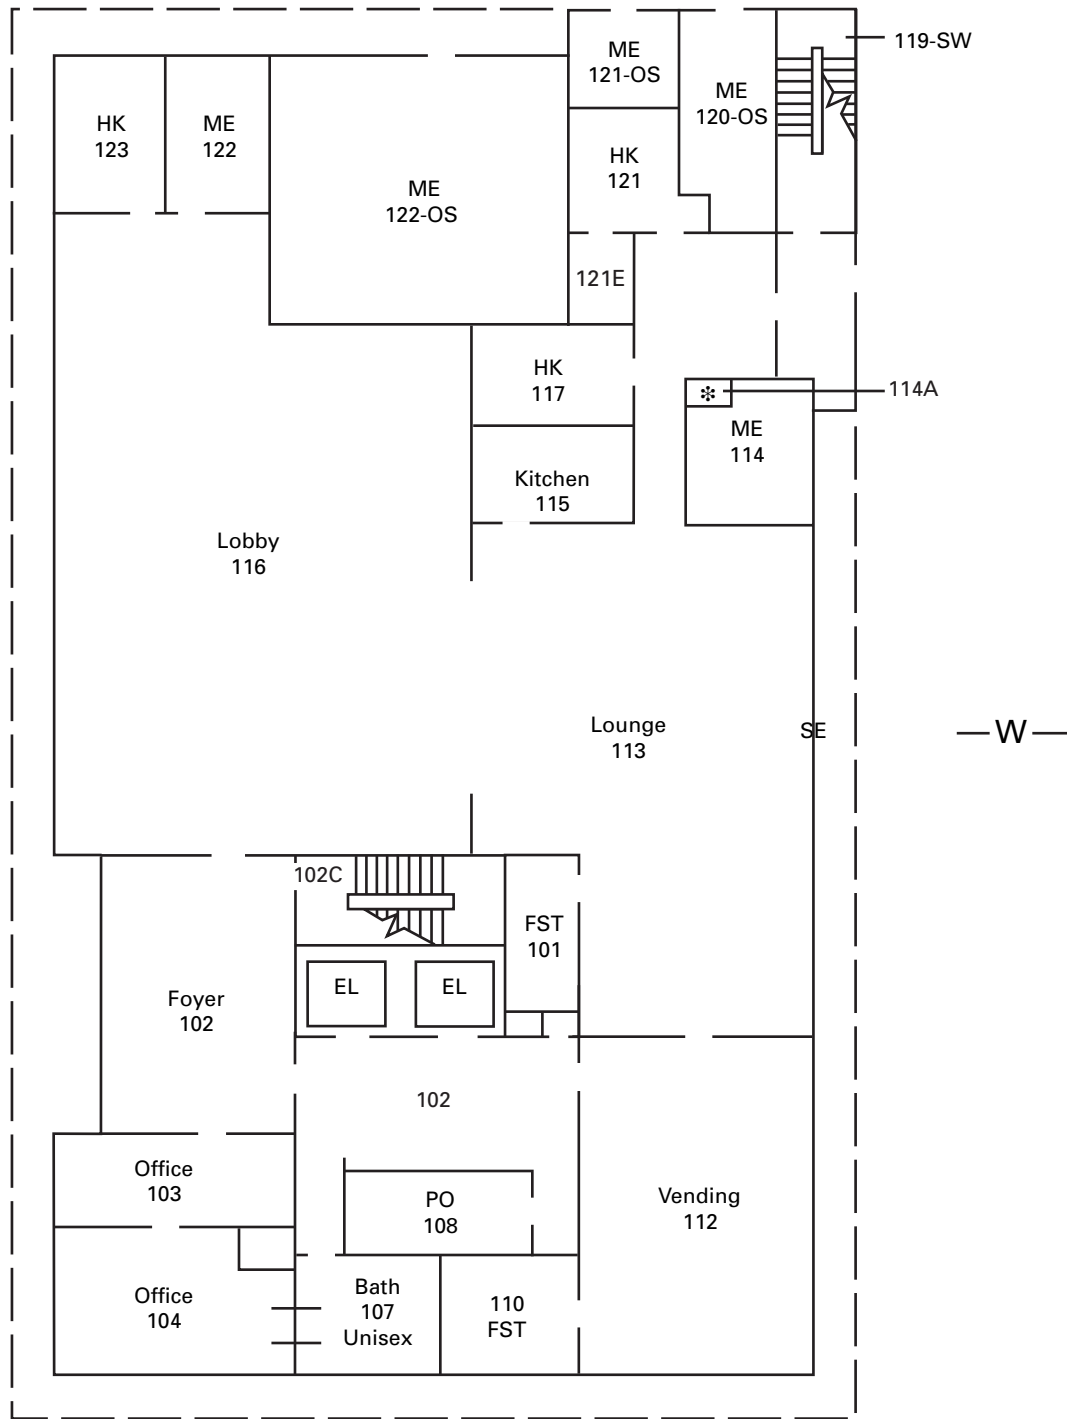 119-SW
ME
121-OS
ME
120-OS
HK
123
ME
122
HK
121
ME
122-OS
121E
HK
117
114A
ME
114
Kitchen
115
Lobby
116
Lounge
113
SE
W
102C
FST
101
EL
EL
Foyer
102
102
Office
103
PO
108
Vending
112
Office
104
Bath
107
Unisex
110
FST